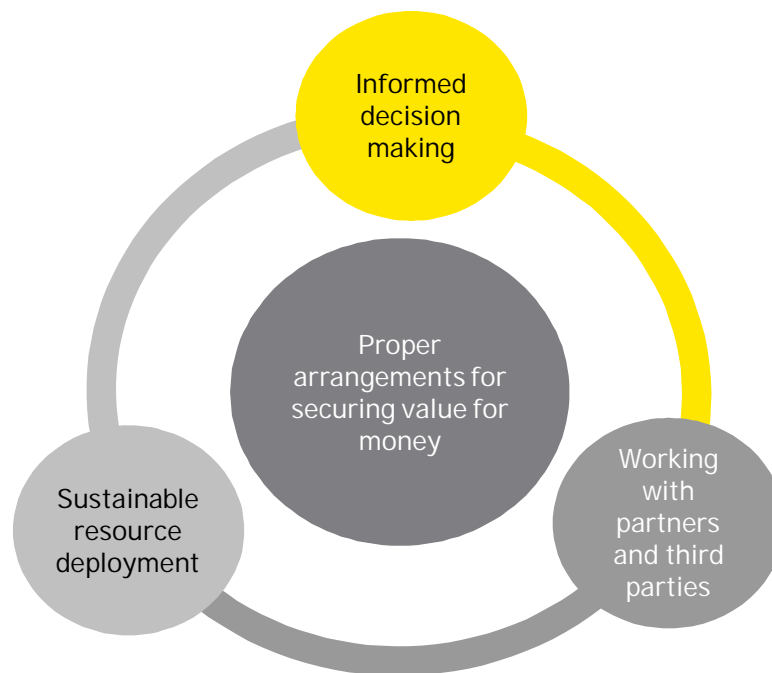 Informed
decision
making
Proper
arrangements for
securing value for
money
Sustainable
resource
deployment
Working
with
partners
and third
parties